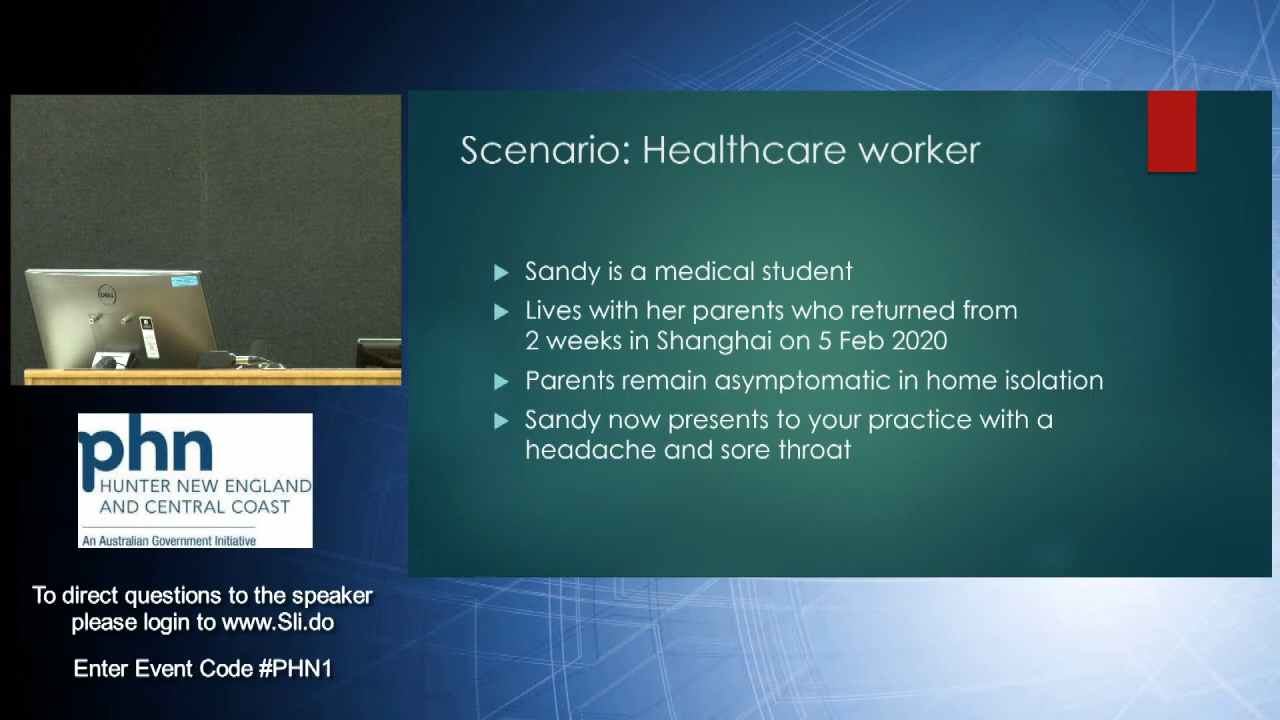 Scenario: Healthcare worker
Sandy is a medical student
Lives with her parents who returned from
2 weeks in Shanghai on 5 Feb 2020
Parents remain asymptomatic in home isolation
Sandy now presents to your practice with a
headache and sore throat
DELL
phn
HUNTER NEW ENGLAND
AND CENTRAL COAST
An Australian Government Initiative
To direct questions to the speaker
please login to www.Sli.do
Enter Event Code #PHN1